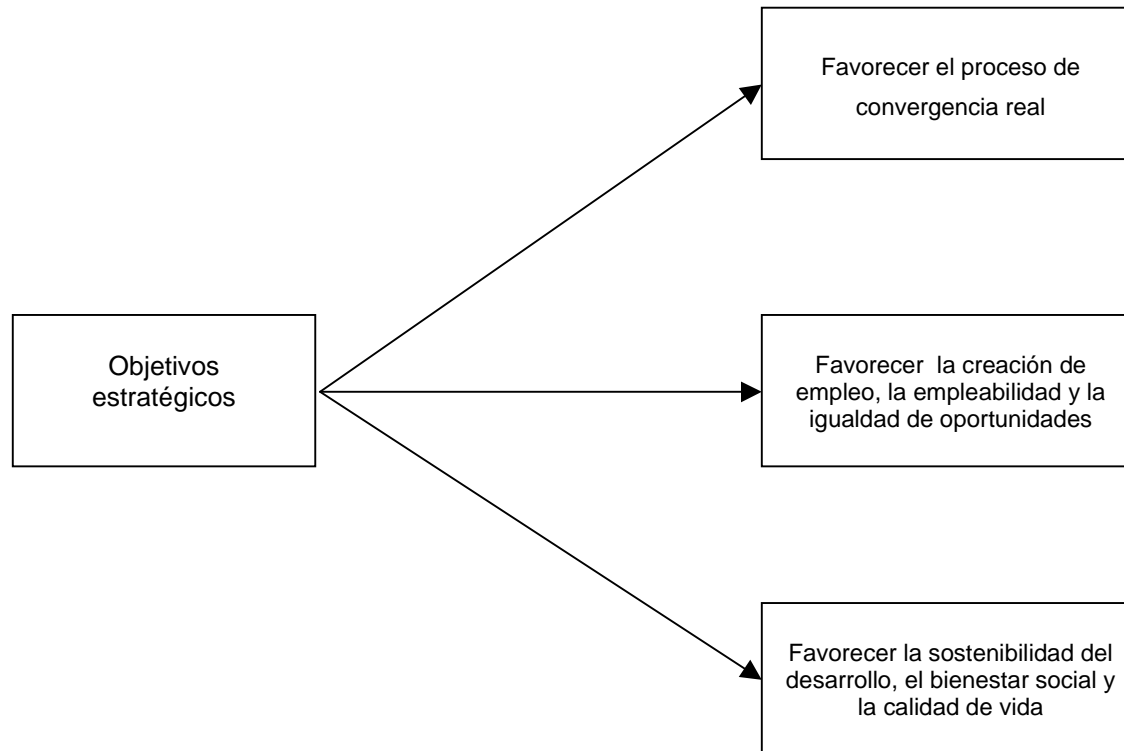 Favorecer el proceso de
convergencia real
Objetivos
estratégicos
Favorecer  la creación de
empleo, la empleabilidad y la
igualdad de oportunidades
Favorecer la sostenibilidad del
desarrollo, el bienestar social y
la calidad de vida